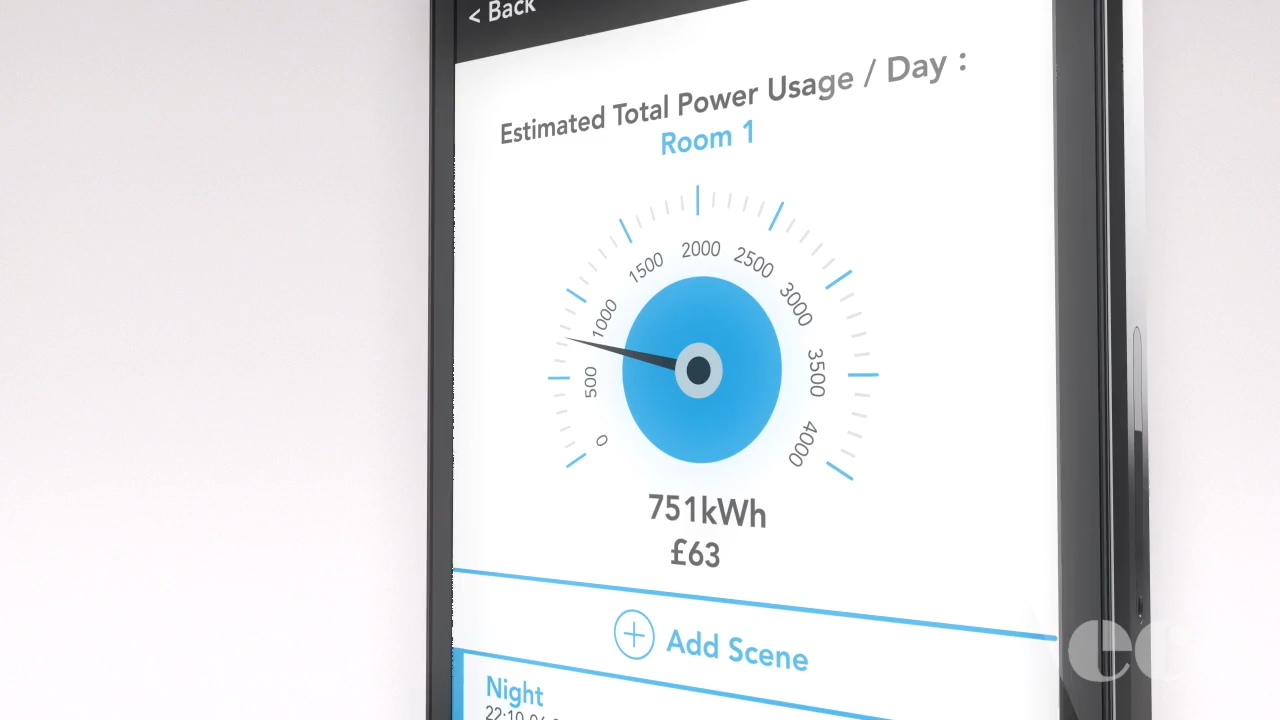 < Back
Estimated Total Power Usage / Day :
Room 1
0
500
1000
1500
2000
2500
3000
3500
4000
751kWh
£63
Add Scene
Night